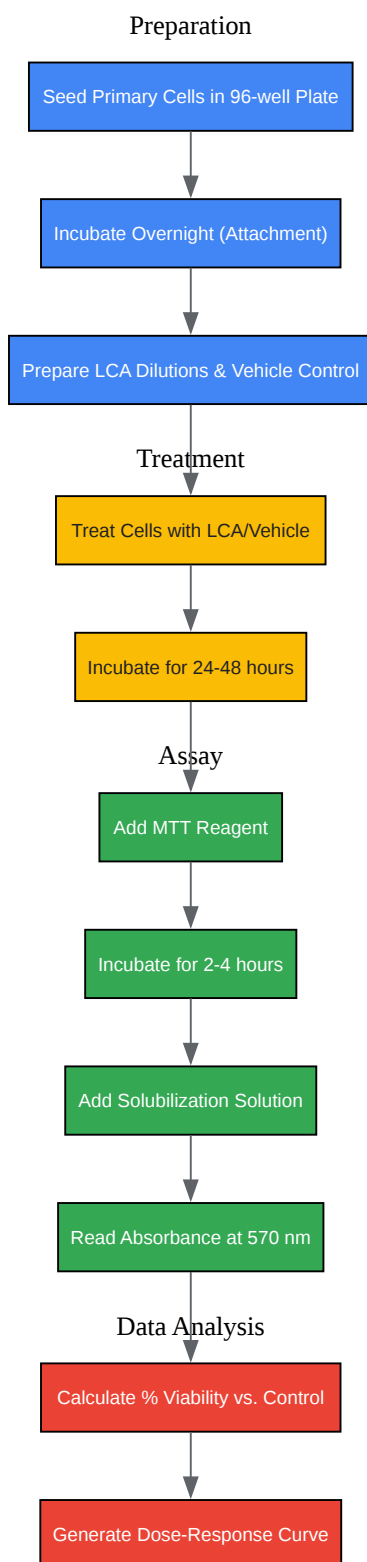 Preparation
Seed Primary Cells in 96-well Plate
Incubate Overnight (Attachment)
Prepare LCA Dilutions & Vehicle Control
Treatment
Treat Cells with LCA/Vehicle
Incubate for 24-48 hours
Assay
Add MTT Reagent
Incubate for 2-4 hours
Add Solubilization Solution
Read Absorbance at 570 nm
Data Analysis
Calculate % Viability vs. Control
Generate Dose-Response Curve